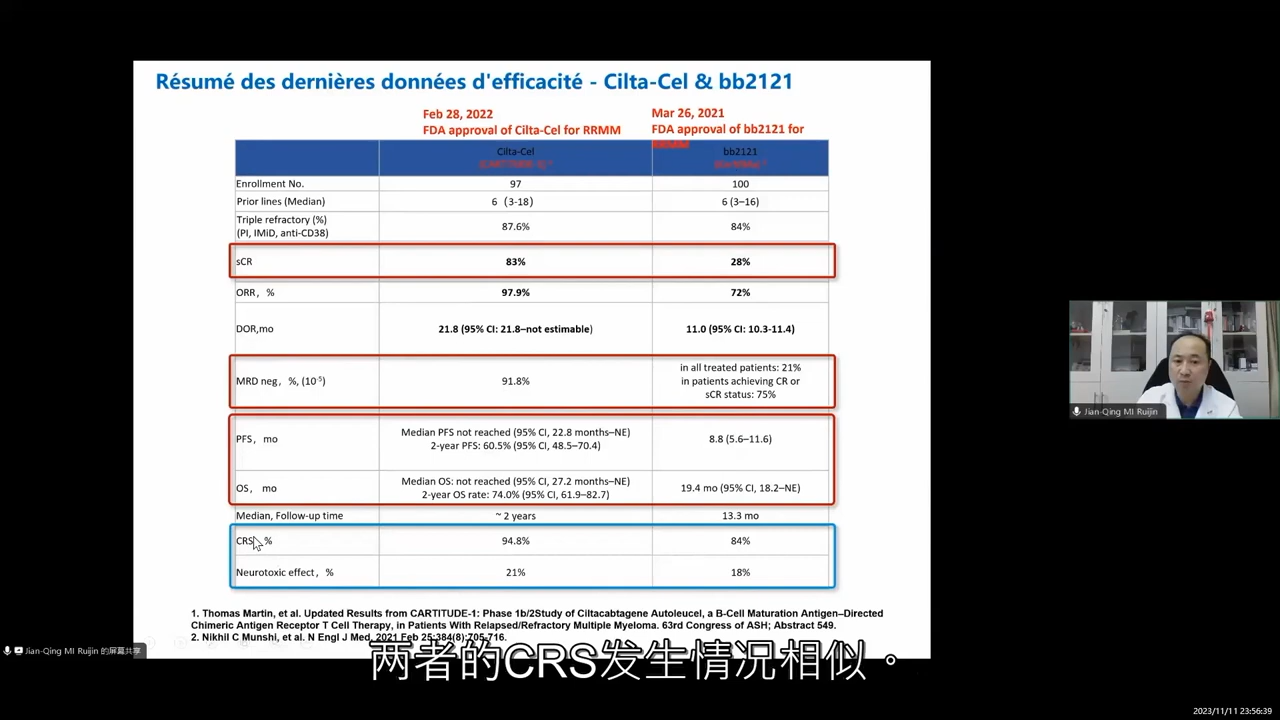 Résumé des dernières données d'efficacité - Cilta-Cel & bb2121
Feb 28, 2022
FDA approval of Cilta-Cel for RRMM
Mar 26, 2021
FDA approval of bb2121 for
RRMM
Cilta-Cel
bb2121
Enrollment No. 97 100
Prior lines (Median) 6（3-18） 6 (3–16)
Triple refractory (%)
(PI, IMiD, anti-CD38) 87.6% 84%
sCR 83% 28%
ORR，% 97.9% 72%
DOR,mo 21.8 (95% CI: 21.8–not estimable) 11.0 (95% CI: 10.3-11.4)
MRD neg，%, (10⁻⁵) 91.8%
in all treated patients: 21%
in patients achieving CR or
sCR status: 75%
PFS，mo
Median PFS not reached (95% CI, 22.8 months–NE)
2-year PFS: 60.5% (95% CI, 48.5–70.4)
8.8 (5.6–11.6)
OS， mo
Median OS: not reached (95% CI, 27.2 months–NE)
2-year OS rate: 74.0% (95% CI, 61.9–82.7)
19.4 mo (95% CI, 18.2–NE)
Median, Follow-up time ~ 2 years 13.3 mo
CRS，% 94.8% 84%
Neurotoxic effect，% 21% 18%
1. Thomas Martin, et al. Updated Results from CARTITUDE-1: Phase 1b/2Study of Ciltacabtagene Autoleucel, a B-Cell Maturation Antigen–Directed
Chimeric Antigen Receptor T Cell Therapy, in Patients With Relapsed/Refractory Multiple Myeloma. 63rd Congress of ASH; Abstract 549.
2. Nikhil C Munshi, et al. N Engl J Med. 2021 Feb 25;384(8):705-716.
Jian-Qing MI Ruijin
Jian-Qing MI Ruijin 的屏幕共享
两者的CRS发生情况相似。
2023/11/11 23:56:39